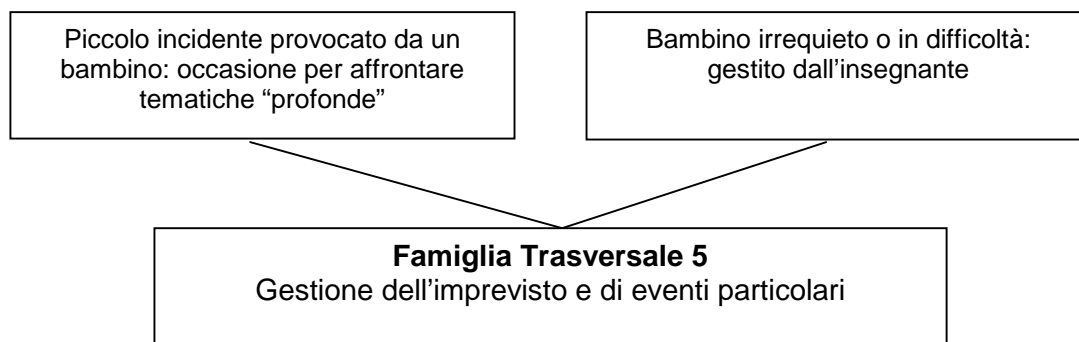 Piccolo incidente provocato da un
bambino: occasione per affrontare
tematiche “profonde”
Bambino irrequieto o in difficoltà:
gestito dall’insegnante
Famiglia Trasversale 5
Gestione dell’imprevisto e di eventi particolari